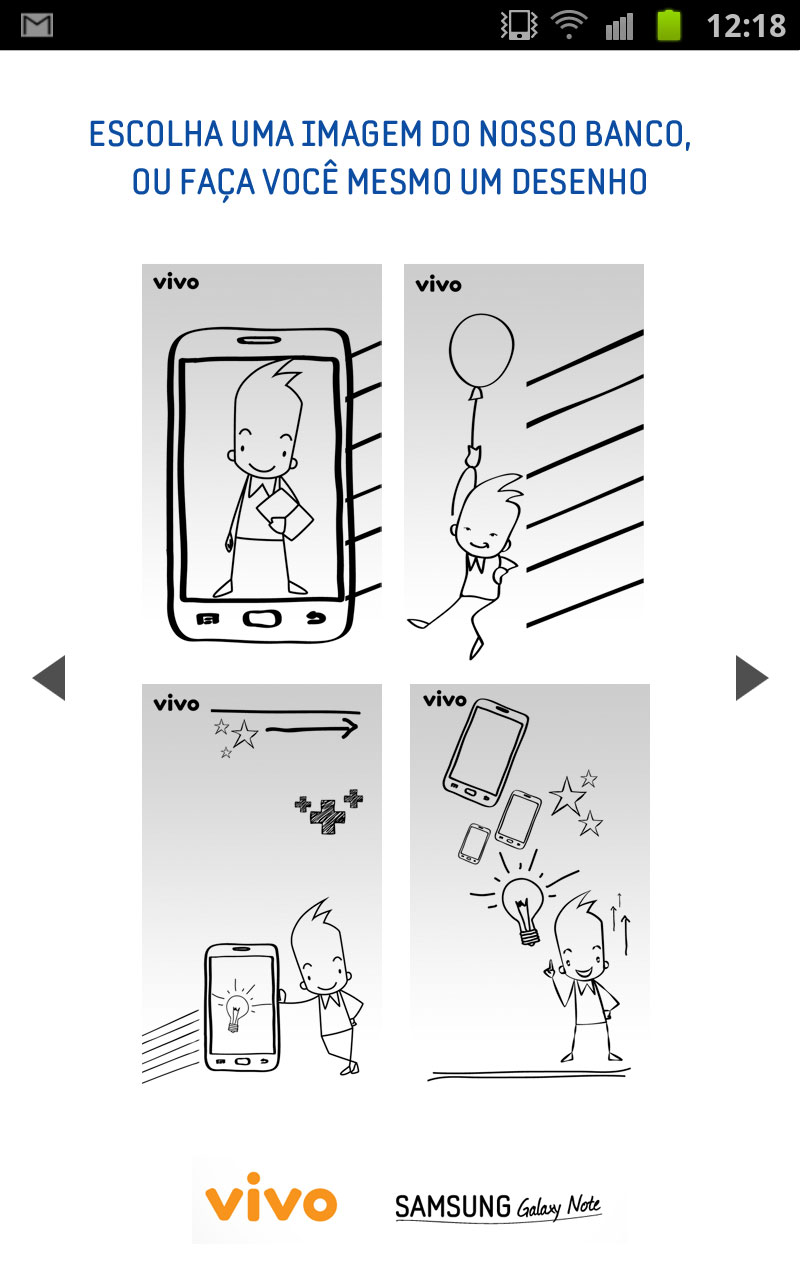 12:18
ESCOLHA UMA IMAGEM DO NOSSO BANCO,
OU FAÇA VOCÊ MESMO UM DESENHO
vivo
vivo
vivo
vivo
vivo
SAMSUNG Galaxy Note